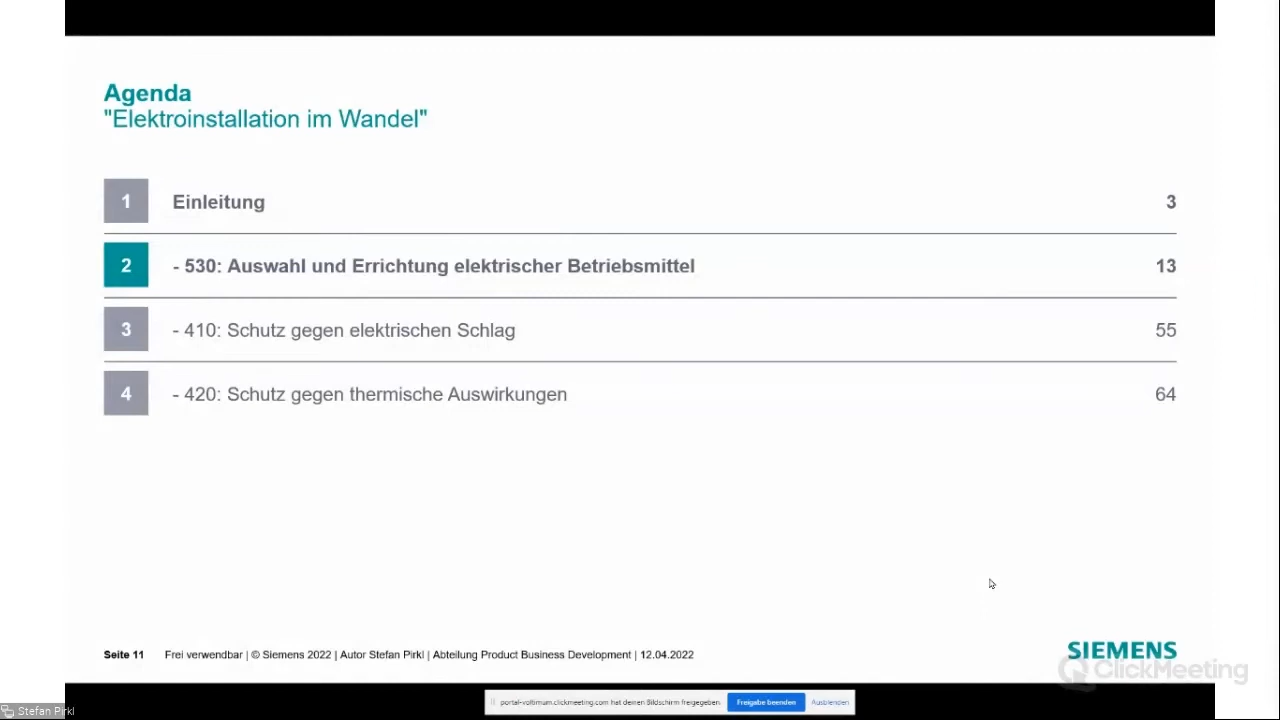 Agenda
"Elektroinstallation im Wandel"
1 Einleitung 3
2 - 530: Auswahl und Errichtung elektrischer Betriebsmittel 13
3 - 410: Schutz gegen elektrischen Schlag 55
4 - 420: Schutz gegen thermische Auswirkungen 64
Seite 11 Frei verwendbar | © Siemens 2022 | Autor Stefan Pirkl | Abteilung Product Business Development | 12.04.2022
SIEMENS
ClickMeeting
portal-voltimum.clickmeeting.com hat deinen Bildschirm freigegeben. Freigabe beenden Ausblenden
Stefan Pirkl